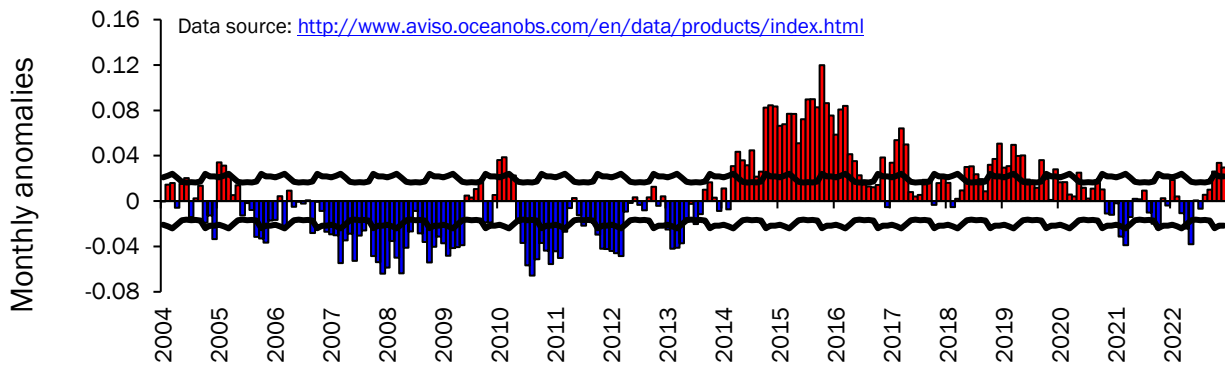 0.16
Data source: http://www.aviso.oceanobs.com/en/data/products/index.html
0.12
0.08
0.04
0
-0.04
-0.08
Monthly anomalies
2004 2005 2006 2007 2008 2009 2010 2011 2012 2013 2014 2015 2016 2017 2018 2019 2020 2021 2022